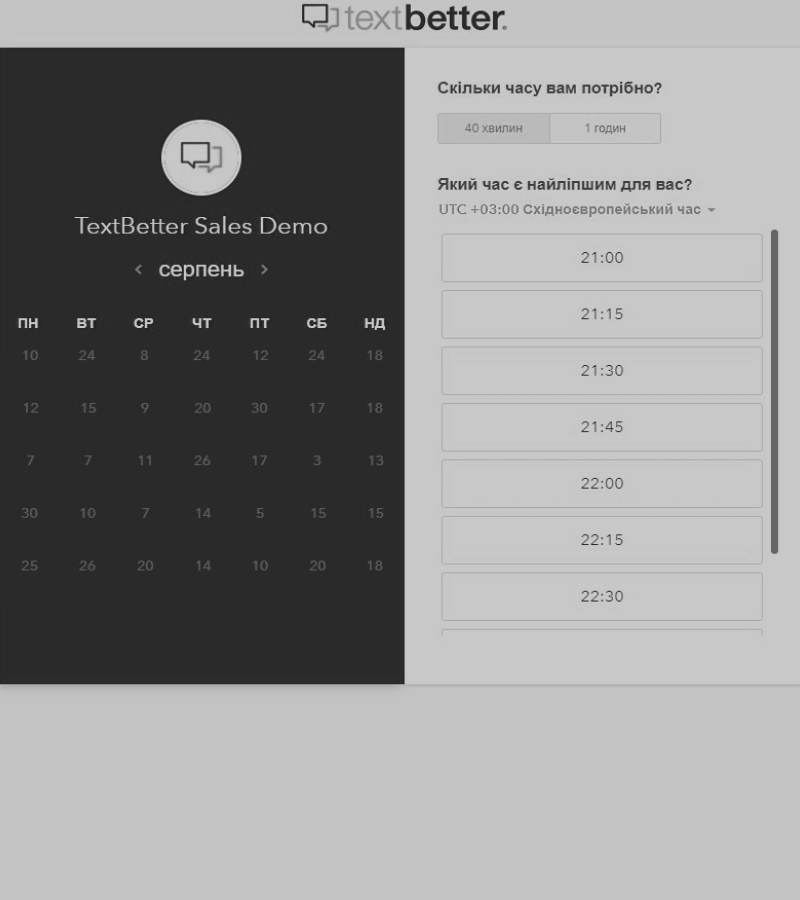 textbetter.
TextBetter Sales Demo
‹ серпень ›
ПН ВТ СР ЧТ ПТ СБ НД
10 24 8 24 12 24 18
12 15 9 20 30 17 18
7 7 11 26 17 3 13
30 10 7 14 5 15 15
25 26 20 14 10 20 18
Скільки часу вам потрібно?
40 хвилин 1 годин
Який час є найліпшим для вас?
UTC +03:00 Східноєвропейський час
21:00
21:15
21:30
21:45
22:00
22:15
22:30